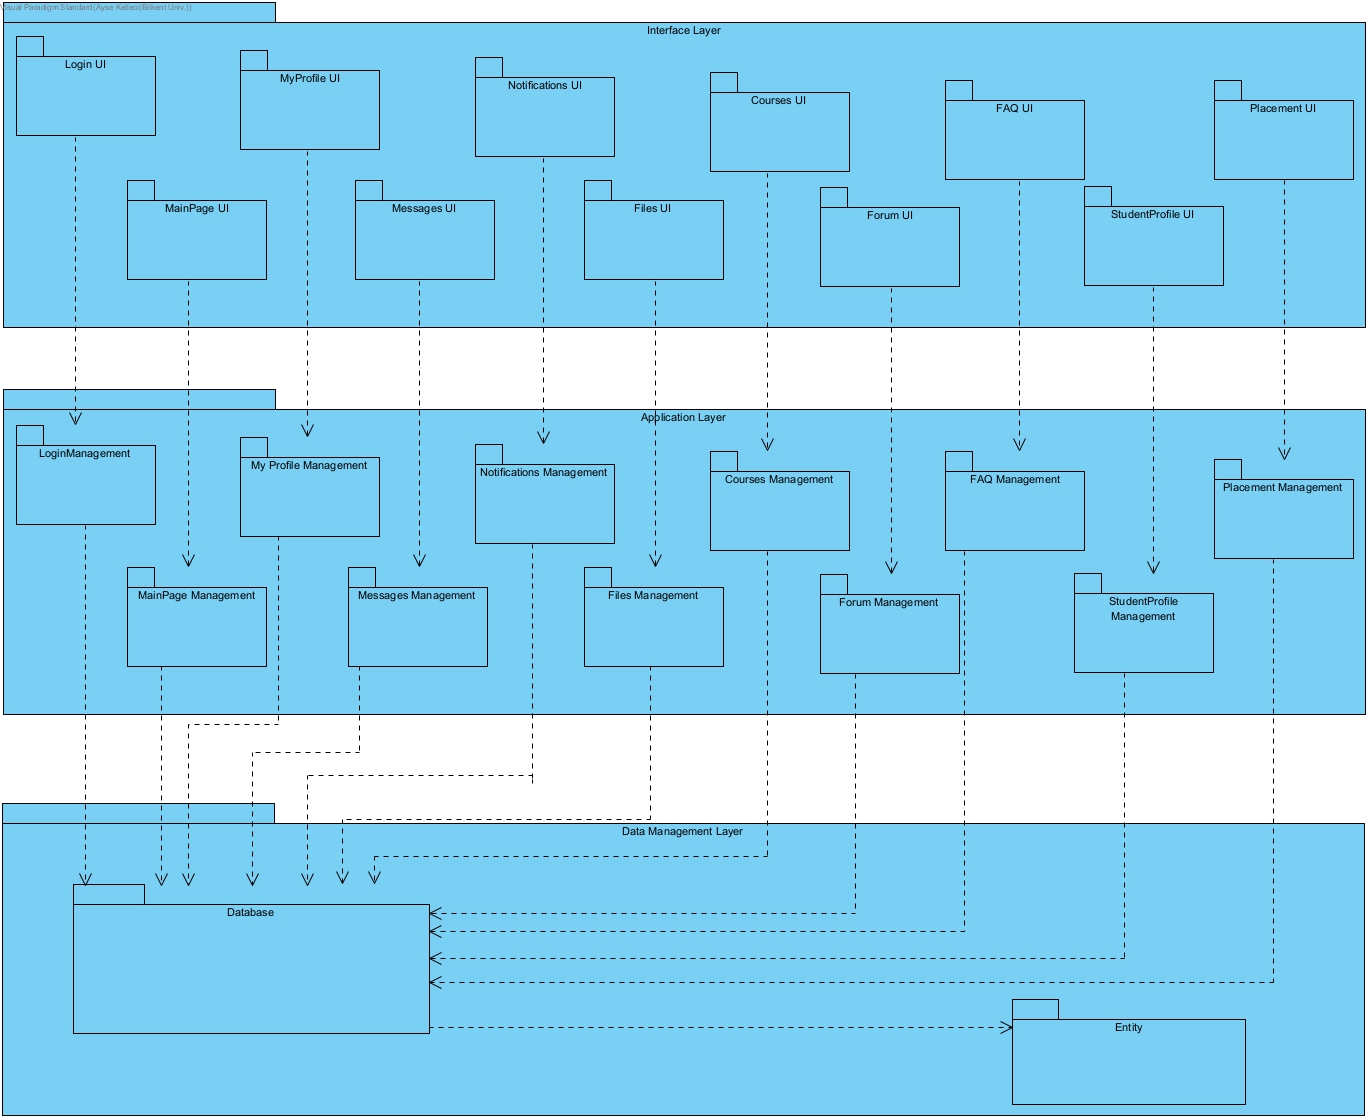 Visual Paradigm Standard(Ayse Kelleci(Bilkent Univ.))
Interface Layer
Login UI
MyProfile UI
Notifications UI
Courses UI
FAQ UI
Placement UI
MainPage UI
Messages UI
Files UI
Forum UI
StudentProfile UI
Application Layer
LoginManagement
My Profile Management
Notifications Management
Courses Management
FAQ Management
Placement Management
MainPage Management
Messages Management
Files Management
Forum Management
StudentProfile
Management
Data Management Layer
Database
Entity